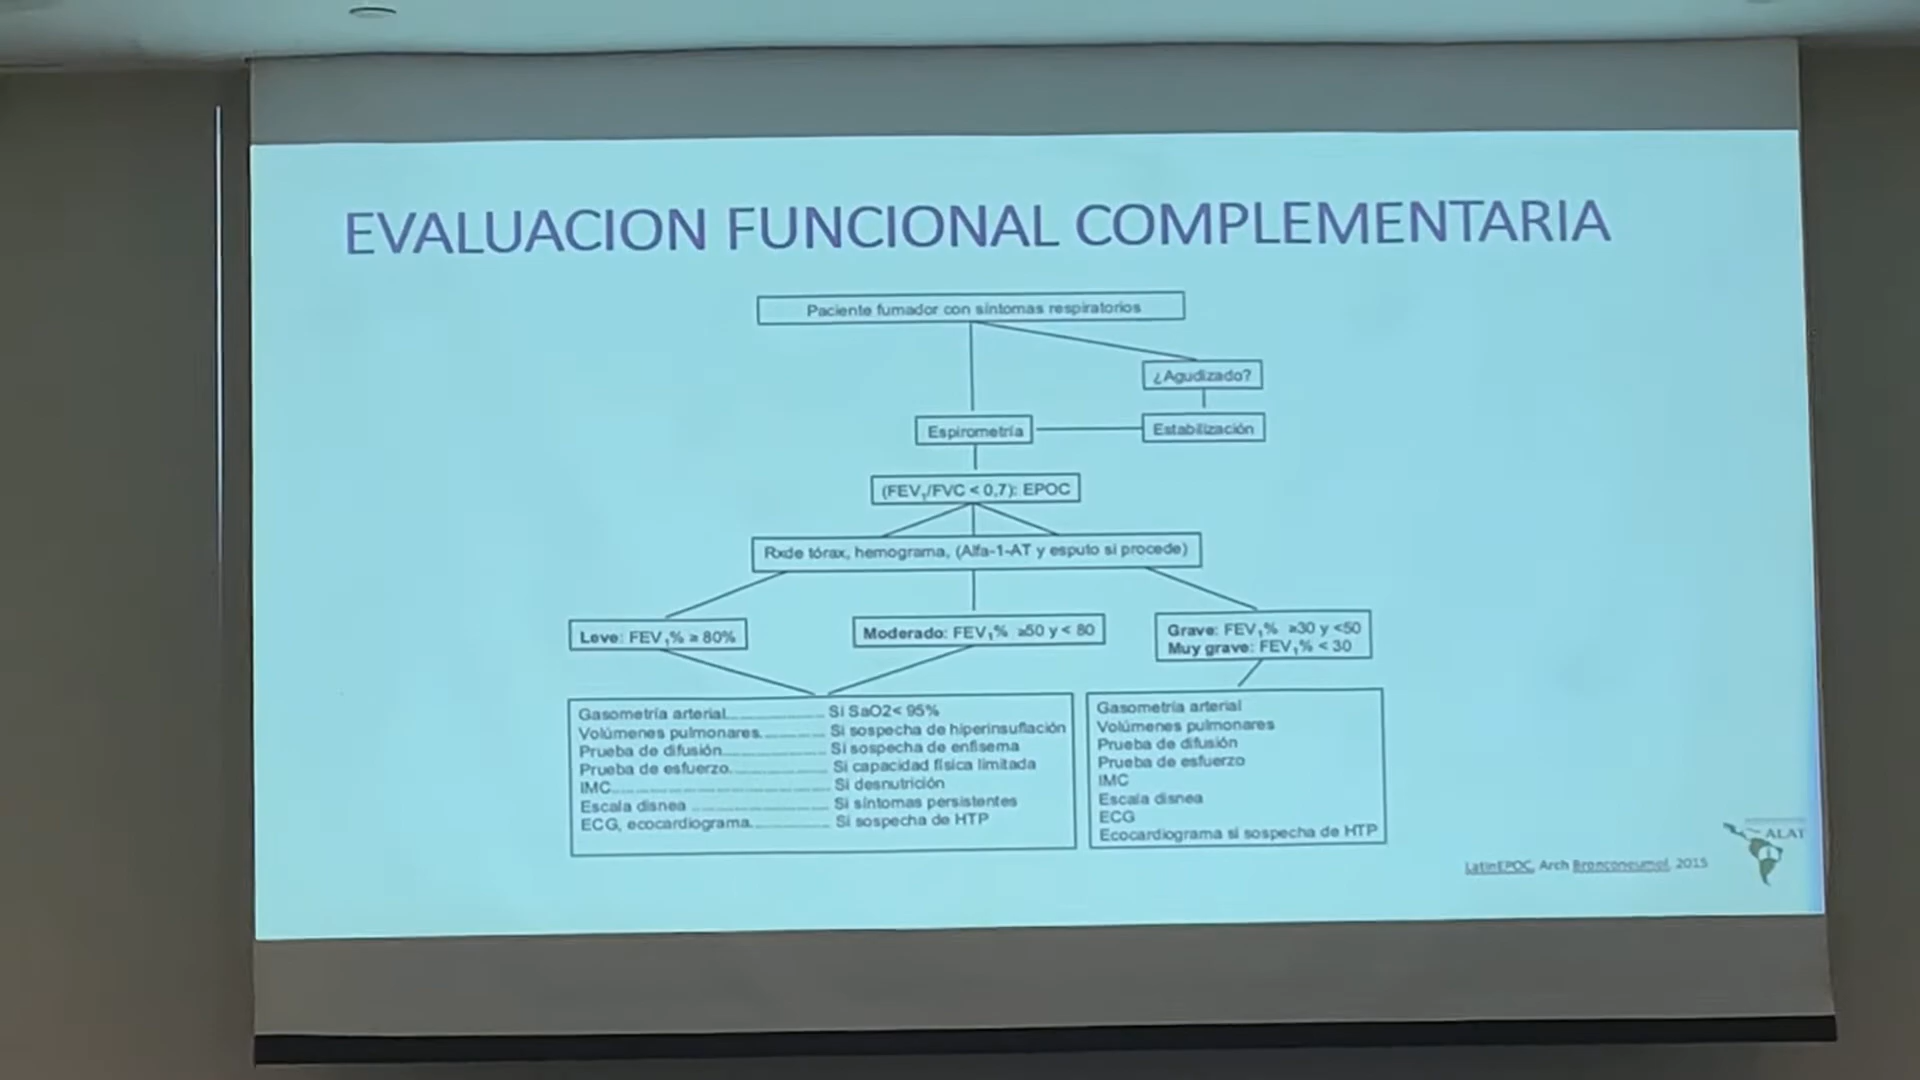 EVALUACION FUNCIONAL COMPLEMENTARIA
Paciente fumador con síntomas respiratorios
¿Agudizado?
Espirometría
Estabilización
(FEV₁/FVC < 0,7): EPOC
Rxde tórax, hemograma, (Alfa-1-AT y esputo si procede)
Leve: FEV₁% ≥ 80%
Moderado: FEV₁% ≥50 y < 80
Grave: FEV₁% ≥30 y <50
Muy grave: FEV₁% < 30
Gasometría arterial.................... Si SaO2< 95%
Volúmenes pulmonares............ Si sospecha de hiperinsuflación
Prueba de difusión.................... Si sospecha de enfisema
Prueba de esfuerzo................... Si capacidad física limitada
IMC............................................ Si desnutrición
Escala disnea ........................... Si síntomas persistentes
ECG, ecocardiograma............... Si sospecha de HTP
Gasometría arterial
Volúmenes pulmonares
Prueba de difusión
Prueba de esfuerzo
IMC
Escala disnea
ECG
Ecocardiograma si sospecha de HTP
LatinEPOC, Arch Bronconeumol, 2015
ALAT